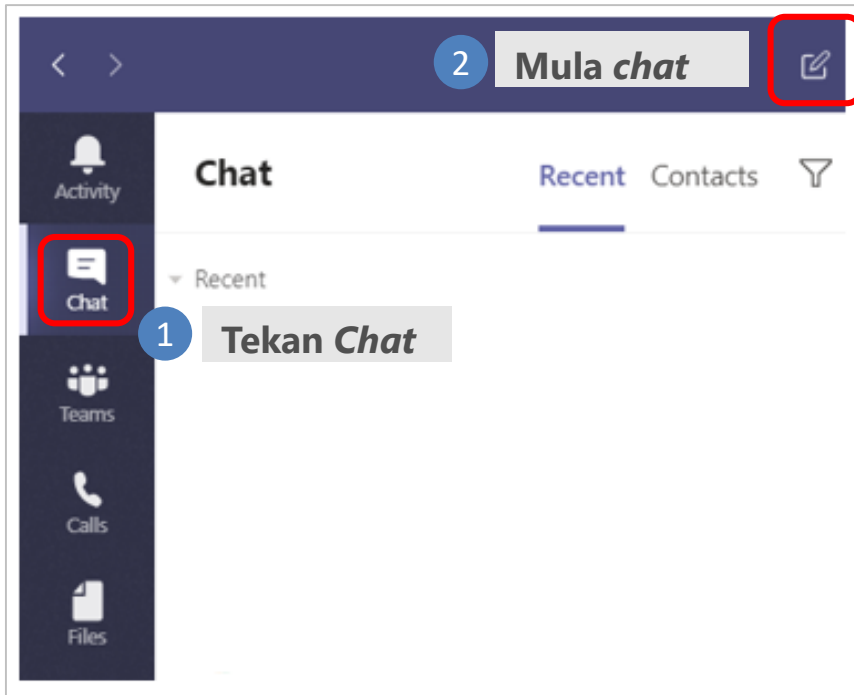 2 Mula chat
Activity
Chat Recent Contacts
Chat
Recent
1 Tekan Chat
Teams
Calls
Files